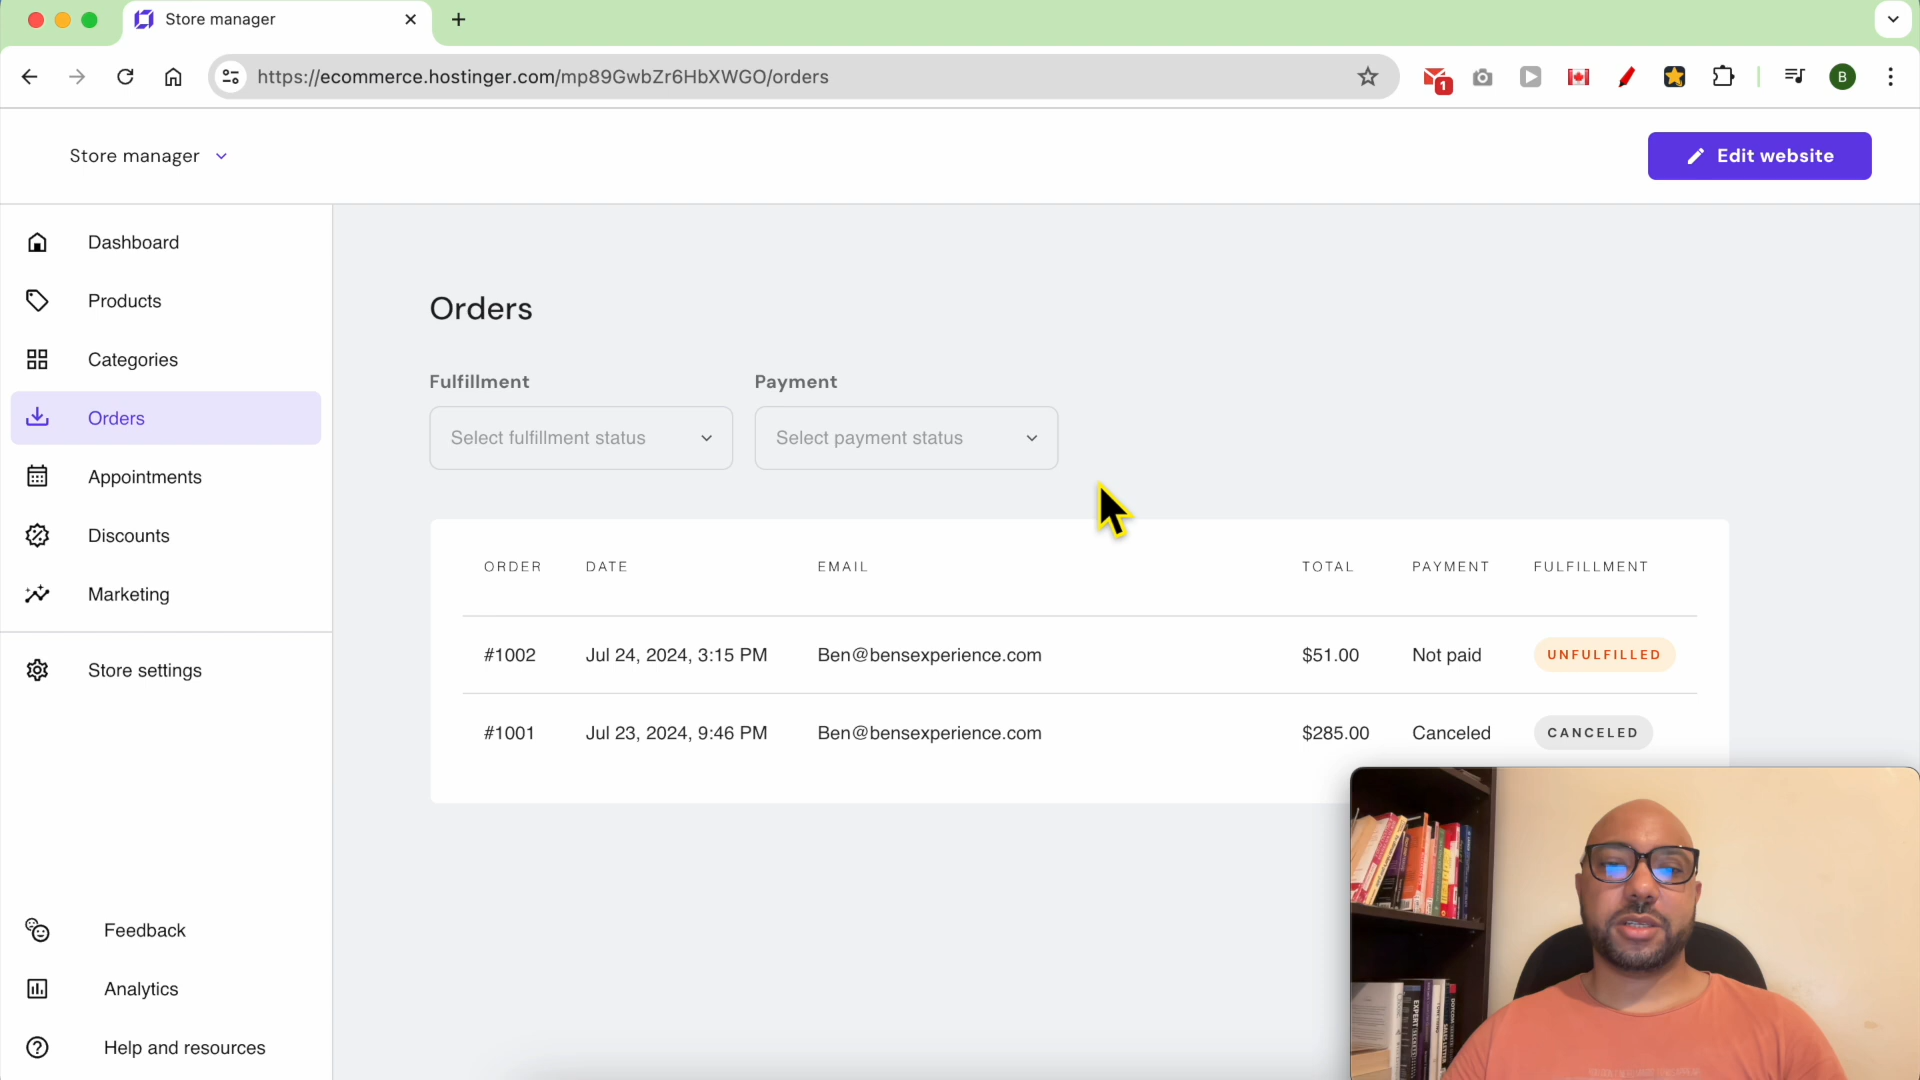 Store manager
https://ecommerce.hostinger.com/mp89GwbZr6HbXWGO/orders
1
B
Store manager
Edit website
Dashboard
Products
Categories
Orders
Appointments
Discounts
Marketing
Store settings
Feedback
Analytics
Help and resources
Orders
Fulfillment
Payment
Select fulfillment status
Select payment status
ORDER DATE EMAIL TOTAL PAYMENT FULFILLMENT
#1002 Jul 24, 2024, 3:15 PM Ben@bensexperience.com $51.00 Not paid UNFULFILLED
#1001 Jul 23, 2024, 9:46 PM Ben@bensexperience.com $285.00 Canceled CANCELED
EXPERT